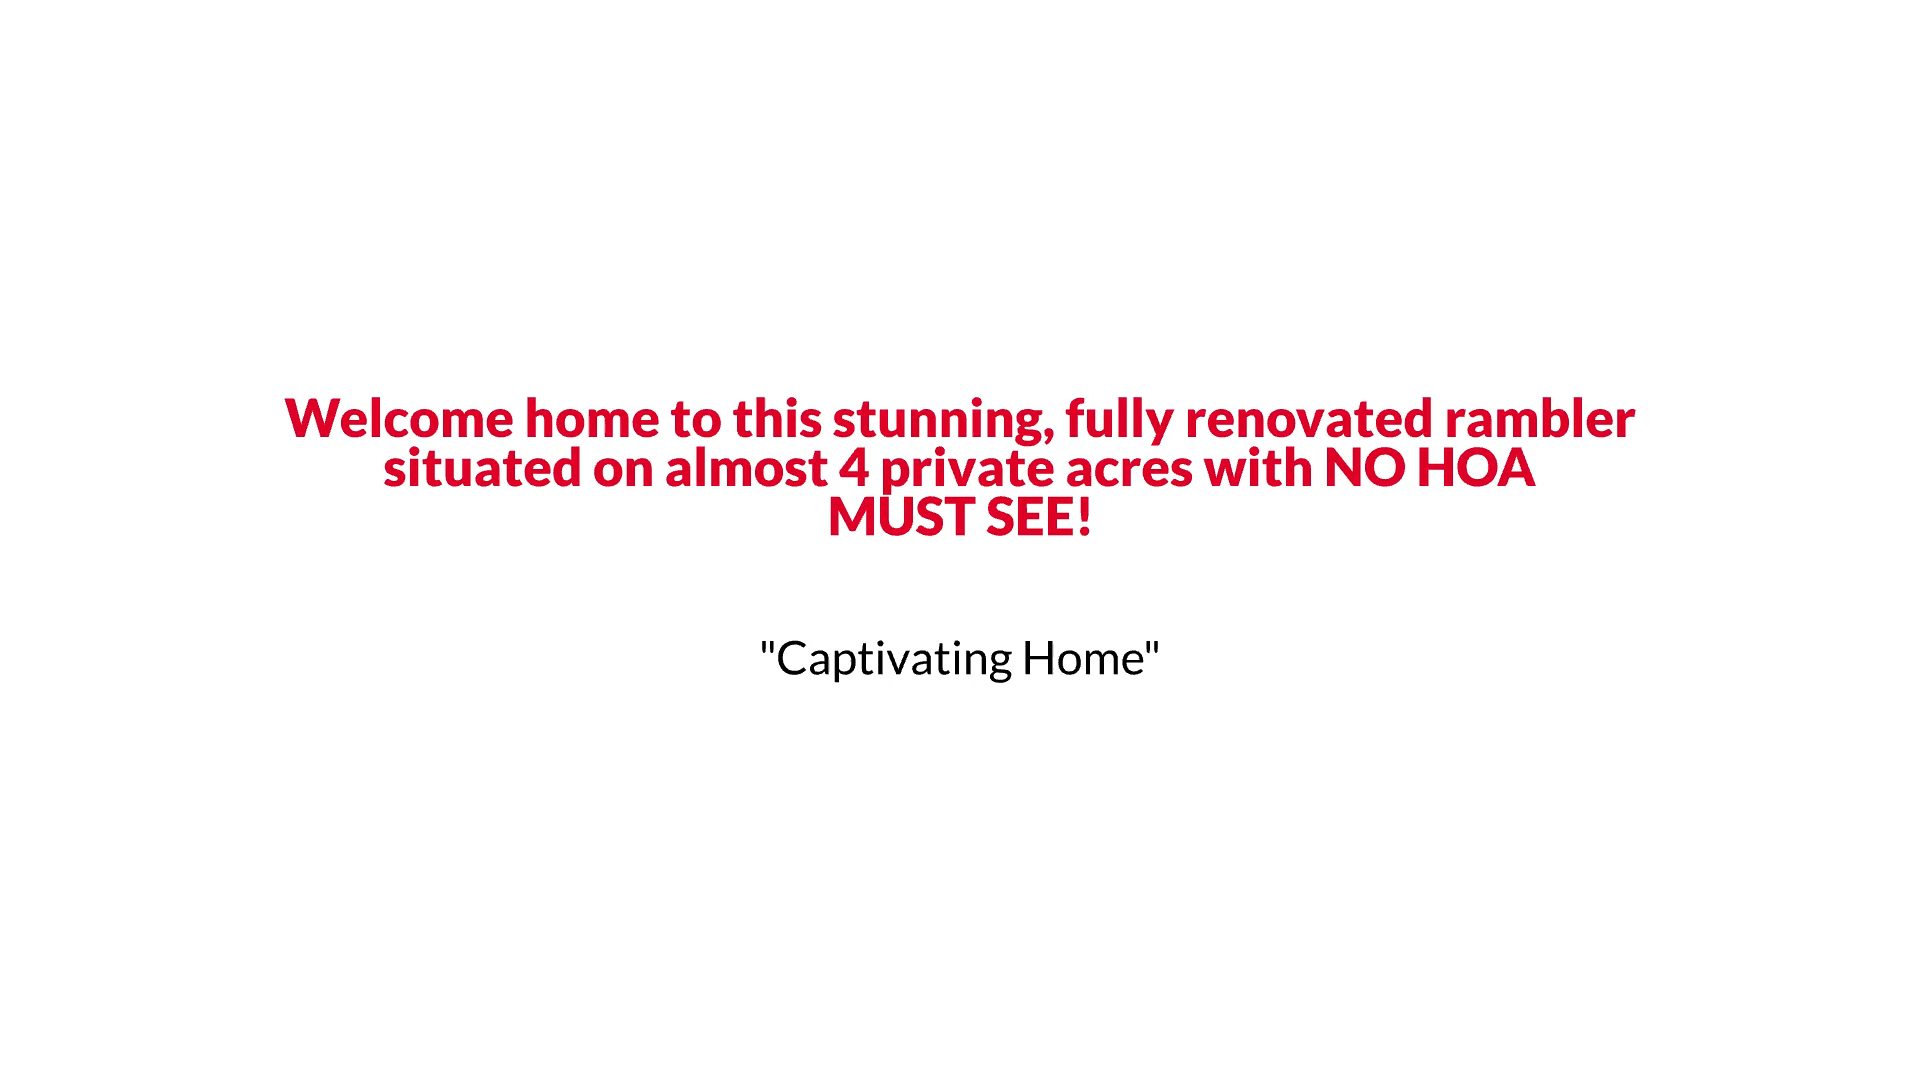 Welcome home to this stunning, fully renovated rambler
situated on almost 4 private acres with NO HOA
MUST SEE!
"Captivating Home"